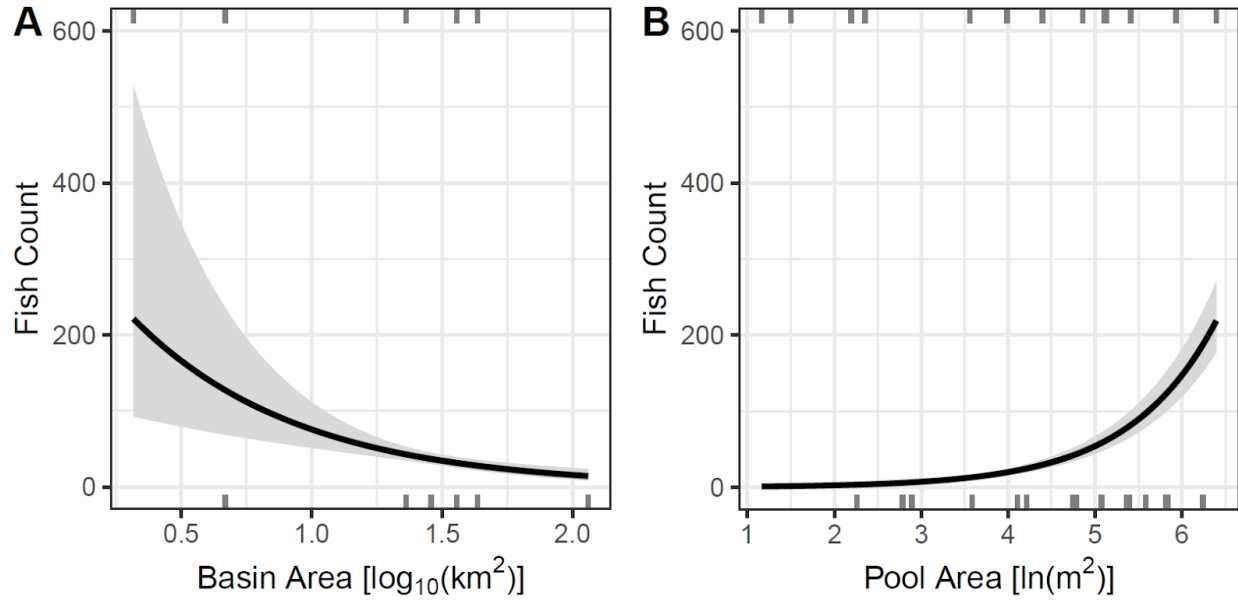 A
600
400
200
0
Fish Count
0.5 1.0 1.5 2.0
Basin Area [log₁₀(km²)]
B
600
400
200
0
Fish Count
1 2 3 4 5 6
Pool Area [ln(m²)]